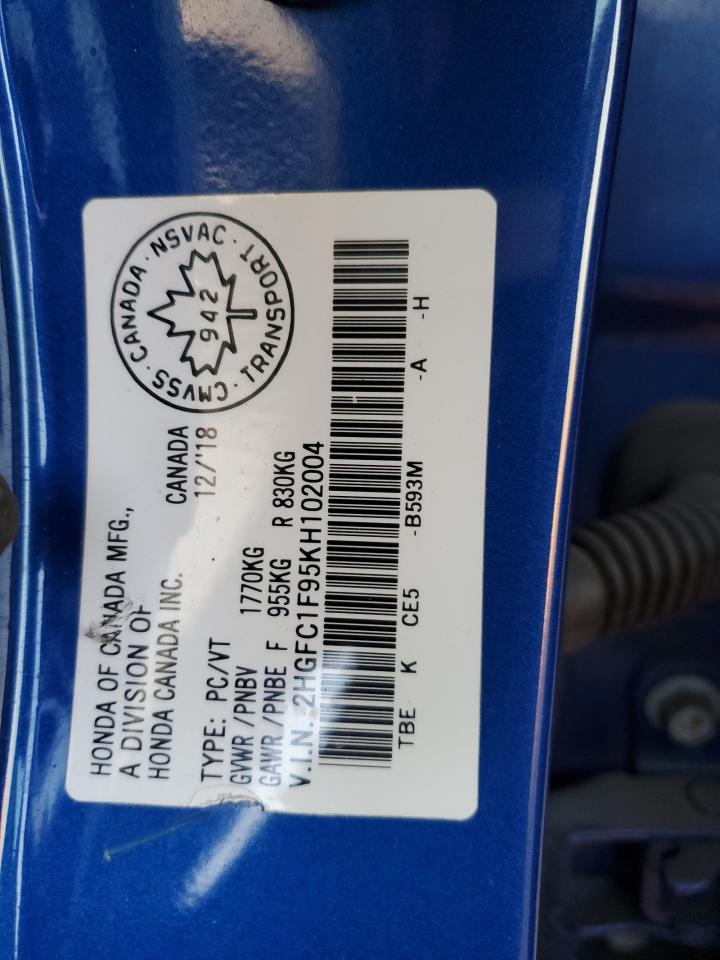 HONDA OF CANADA MFG.,
A DIVISION OF
HONDA CANADA INC.
CANADA
12/'18
TYPE: PC/VT
GVWR /PNBV 1770KG
GAWR /PNBE F 955KG R 830KG
V.I.N. 2HGFC1F95KH102004
TBE K CE5 -B593M -A -H
CMVSS · CANADA · NSVAC · TRANSPORT
942